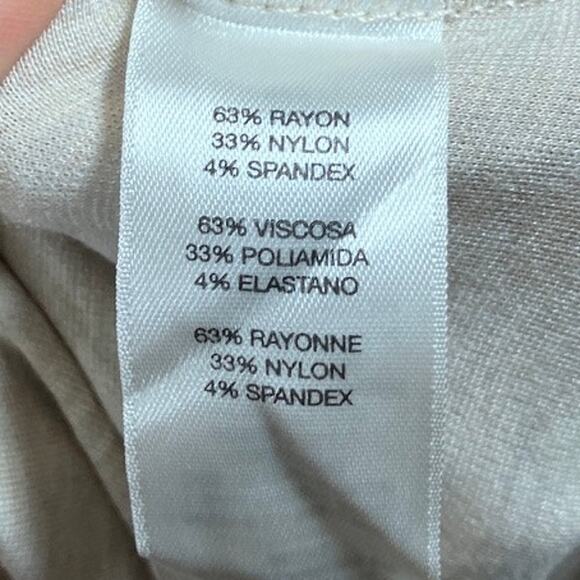 63% RAYON
33% NYLON
4% SPANDEX
63% VISCOSA
33% POLIAMIDA
4% ELASTANO
63% RAYONNE
33% NYLON
4% SPANDEX